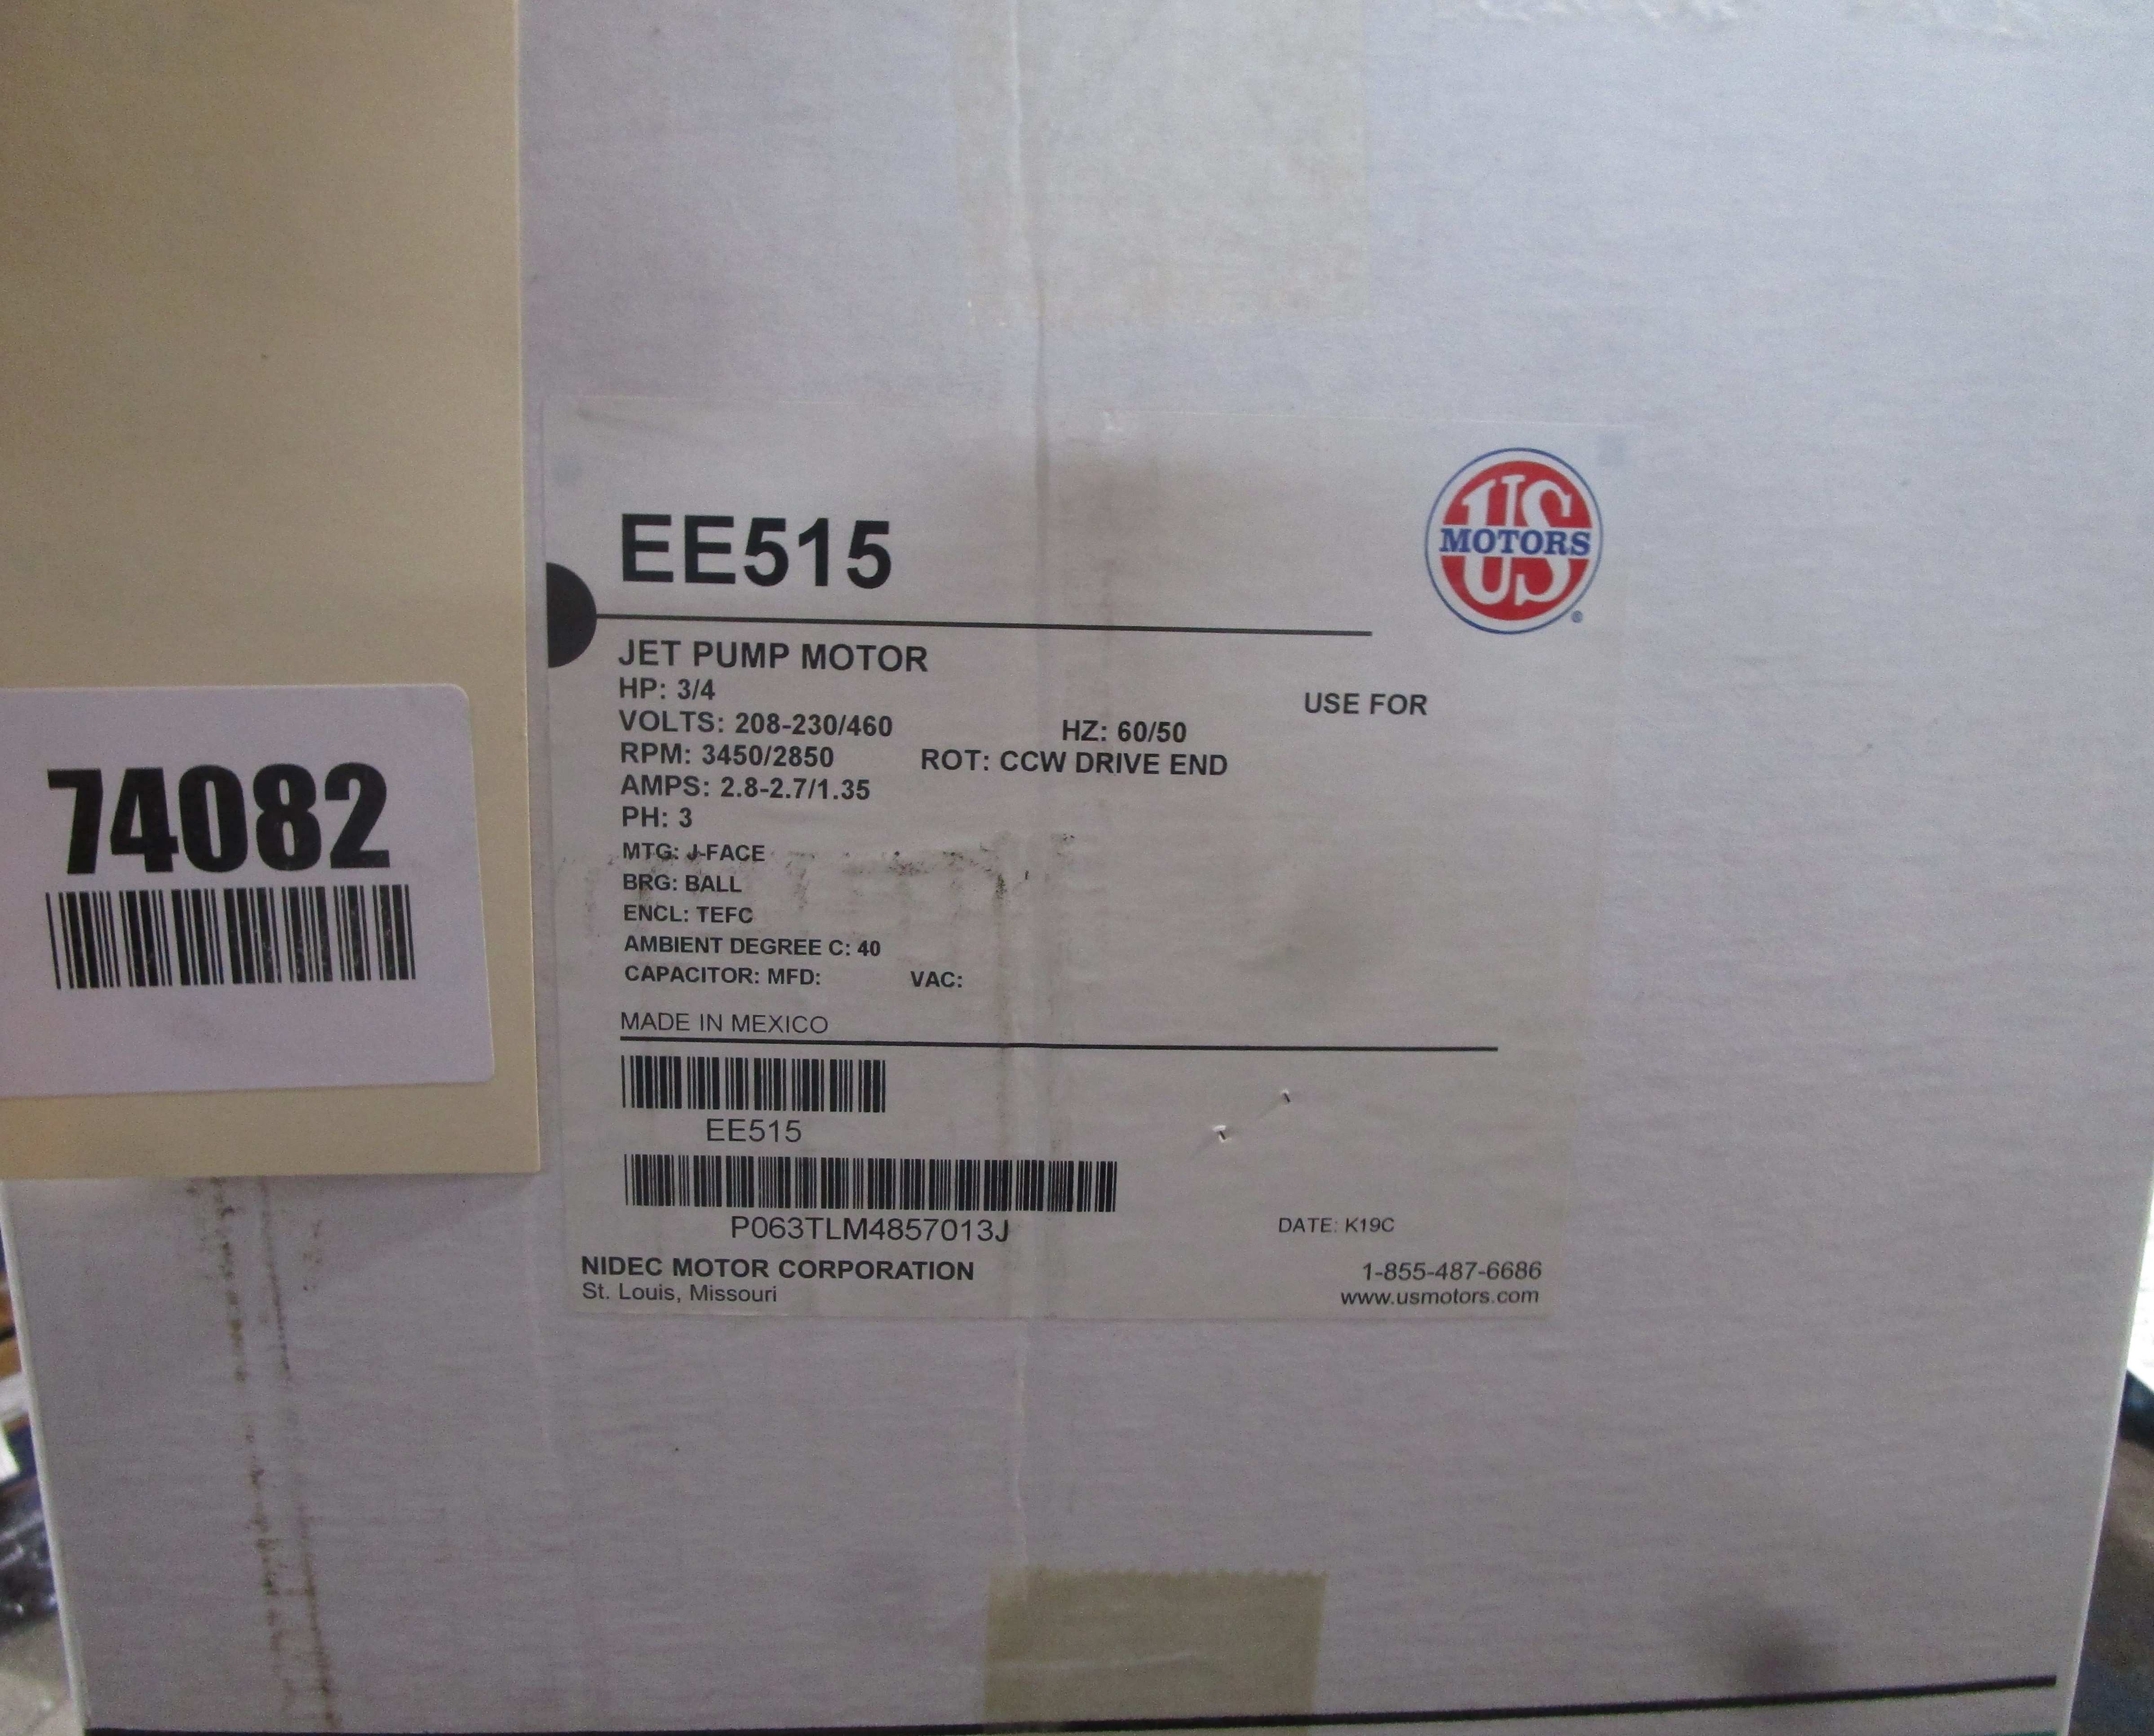 EE515
US
MOTORS
US
®
JET PUMP MOTOR
HP: 3/4
USE FOR
VOLTS: 208-230/460 HZ: 60/50
RPM: 3450/2850 ROT: CCW DRIVE END
AMPS: 2.8-2.7/1.35
PH: 3
MTG: J-FACE
BRG: BALL
ENCL: TEFC
AMBIENT DEGREE C: 40
CAPACITOR: MFD: VAC:
MADE IN MEXICO
EE515
P063TLM4857013J
DATE: K19C
NIDEC MOTOR CORPORATION
St. Louis, Missouri
1-855-487-6686
www.usmotors.com
74082